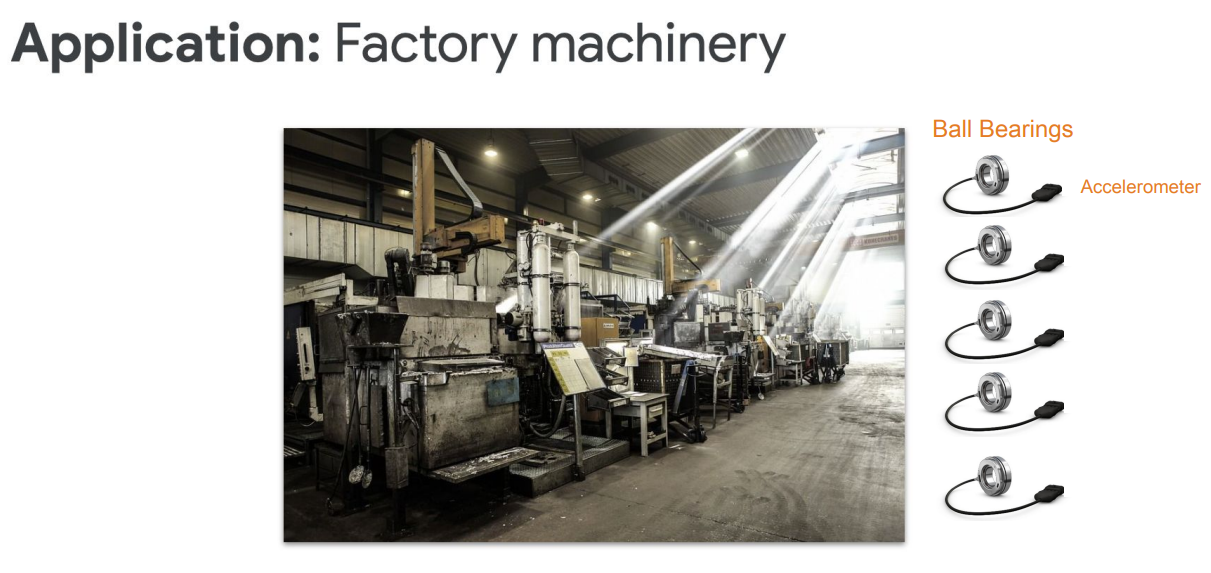 Application: Factory machinery
Ball Bearings
Accelerometer